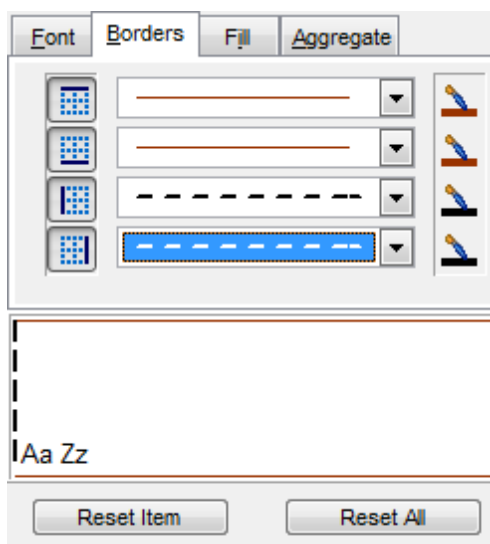 Font Borders Fill Aggregate
Aa Zz
Reset Item Reset All